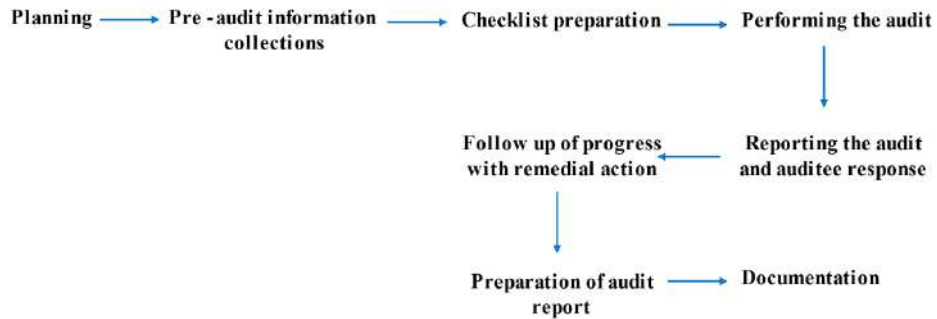 Planning
Pre - audit information
collections
Checklist preparation
Performing the audit
Reporting the audit
and auditee response
Follow up of progress
with remedial action
Preparation of audit
report
Documentation